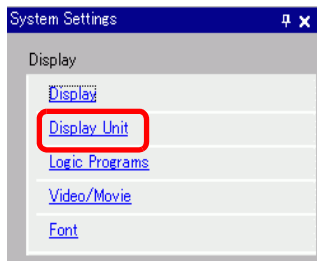 System Settings
Display
Display
Display Unit
Logic Programs
Video/Movie
Font